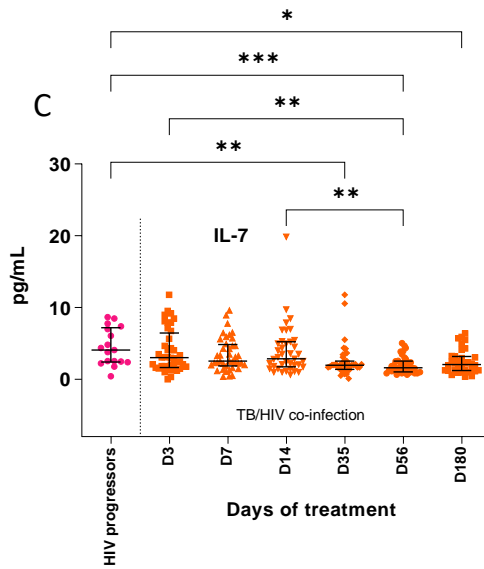 *
***
C
**
**
30
**
IL-7
20
pg/mL
10
0
TB/HIV co-infection
HIV progressors
D3
D7
D14
D35
D56
D180
Days of treatment